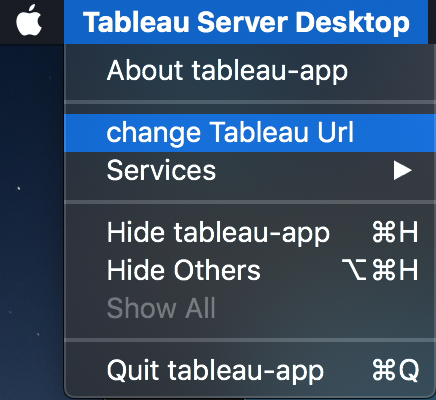 Tableau Server Desktop
About tableau-app
change Tableau Url
Services ▶
Hide tableau-app ⌘H
Hide Others ⌥⌘H
Show All
Quit tableau-app ⌘Q